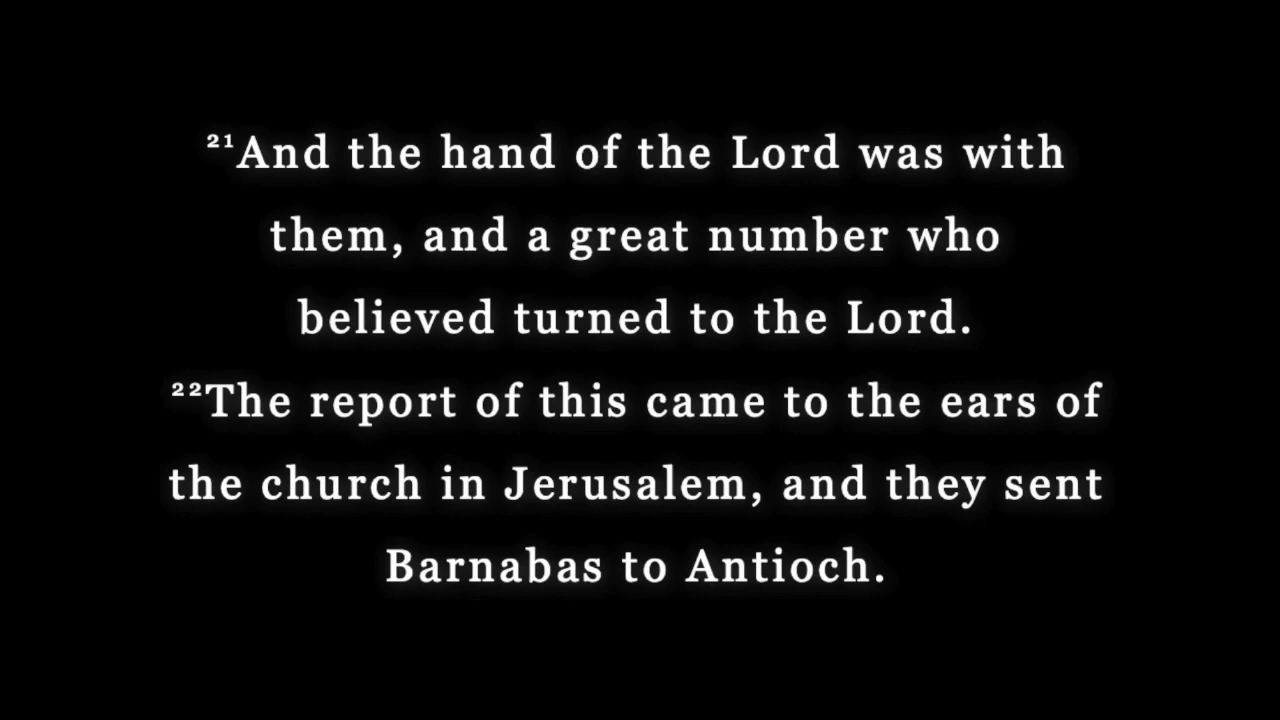 ²¹And the hand of the Lord was with
them, and a great number who
believed turned to the Lord.
²²The report of this came to the ears of
the church in Jerusalem, and they sent
Barnabas to Antioch.